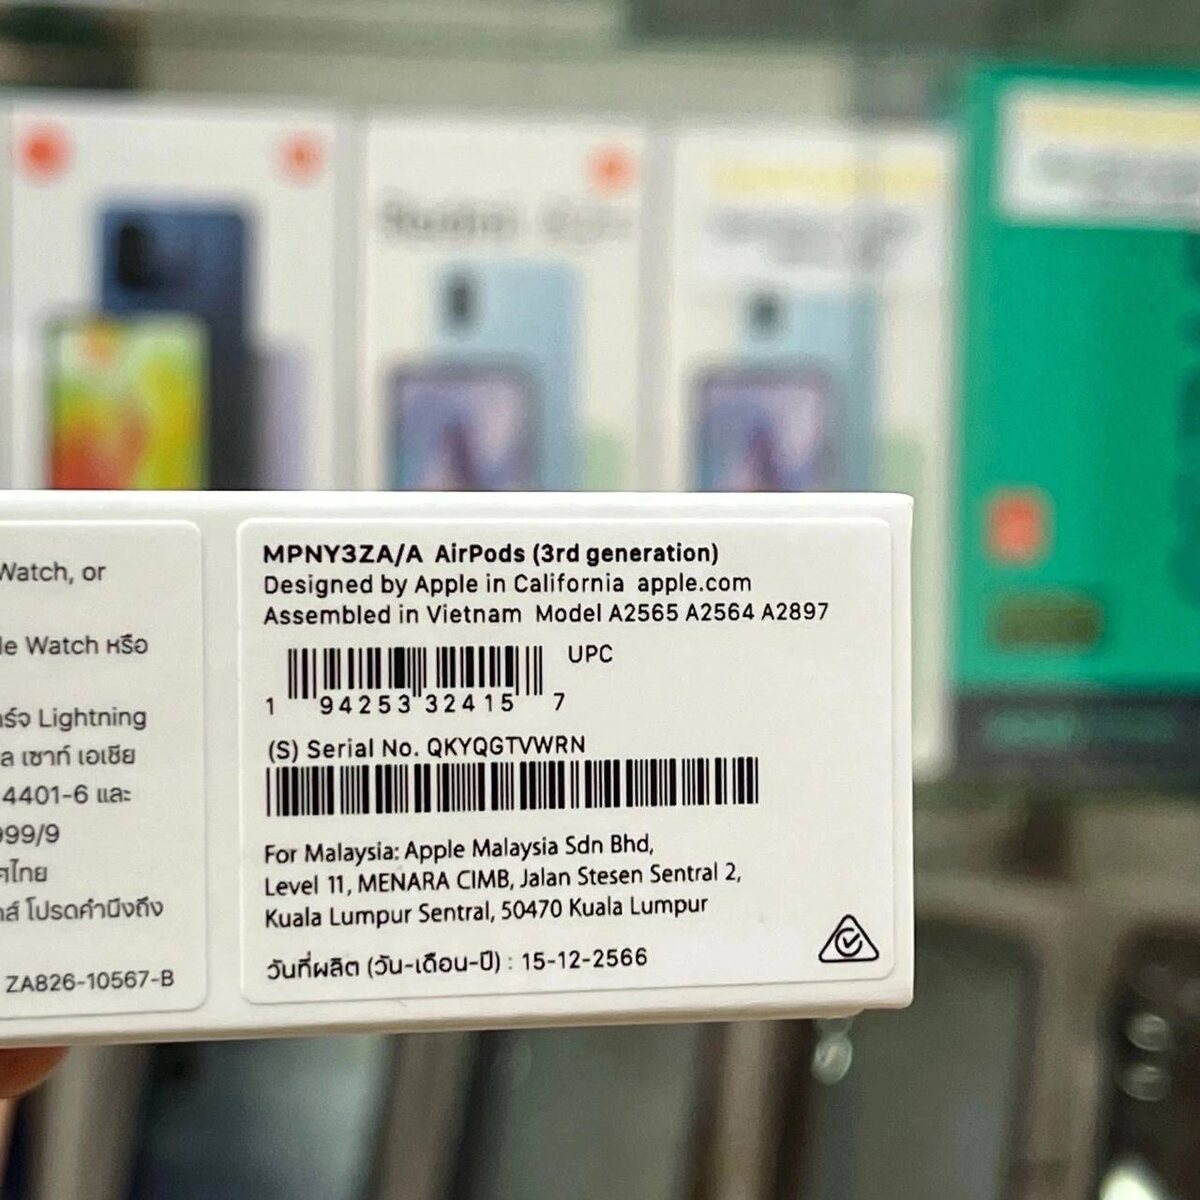 Watch, or
le Watch หรือ
Lightning
ล เซาท์ เอเชีย
4401-6 และ
999/9
ไทย
โปรดคำนึงถึง
ZA826-10567-B
MPNY3ZA/A AirPods (3rd generation)
Designed by Apple in California apple.com
Assembled in Vietnam Model A2565 A2564 A2897
UPC
1 94253 32415 7
(S) Serial No. QKYQGTVWRN
For Malaysia: Apple Malaysia Sdn Bhd,
Level 11, MENARA CIMB, Jalan Stesen Sentral 2,
Kuala Lumpur Sentral, 50470 Kuala Lumpur
วันที่ผลิต (วัน-เดือน-ปี) : 15-12-2566